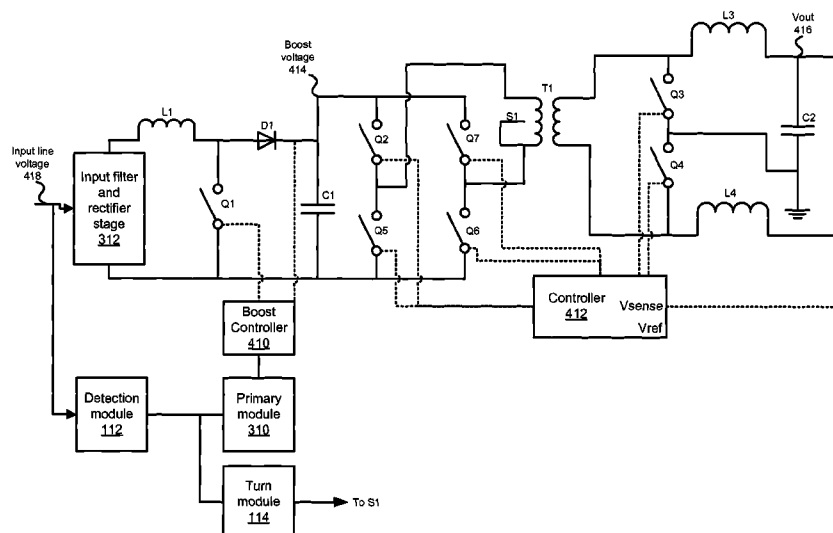 L3
Vout
416
Boost
voltage
414
L1
D1
T1
Q3
S1
Q2
Q7
C2
Input line
voltage
418
Input filter
and
rectifier
stage
312
Q4
Q1
C1
L4
Q5
Q6
Controller
412
Vsense
Vref
Boost
Controller
410
Detection
module
112
Primary
module
310
Turn
module
114
To S1